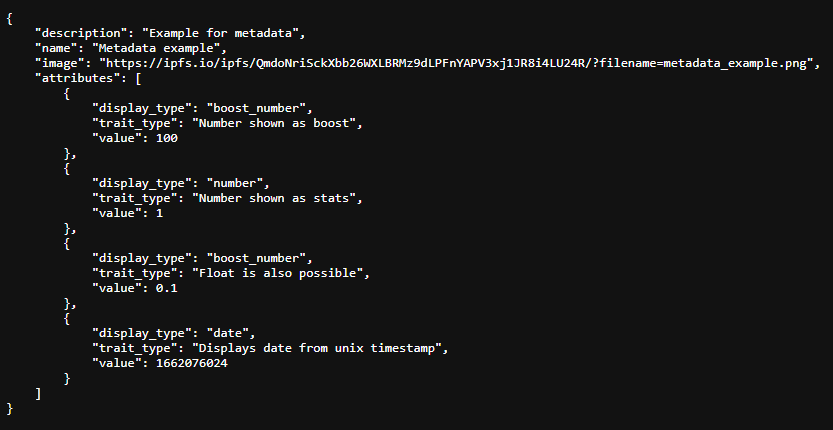 {
    "description": "Example for metadata",
    "name": "Metadata example",
    "image": "https://ipfs.io/ipfs/QmdoNriSckXbb26WXLBRMz9dLPFnYAPV3xj1JR8i4LU24R/?filename=metadata_example.png",
    "attributes": [
        {
            "display_type": "boost_number",
            "trait_type": "Number shown as boost",
            "value": 100
        },
        {
            "display_type": "number",
            "trait_type": "Number shown as stats",
            "value": 1
        },
        {
            "display_type": "boost_number",
            "trait_type": "Float is also possible",
            "value": 0.1
        },
        {
            "display_type": "date",
            "trait_type": "Displays date from unix timestamp",
            "value": 1662076024
        }
    ]
}